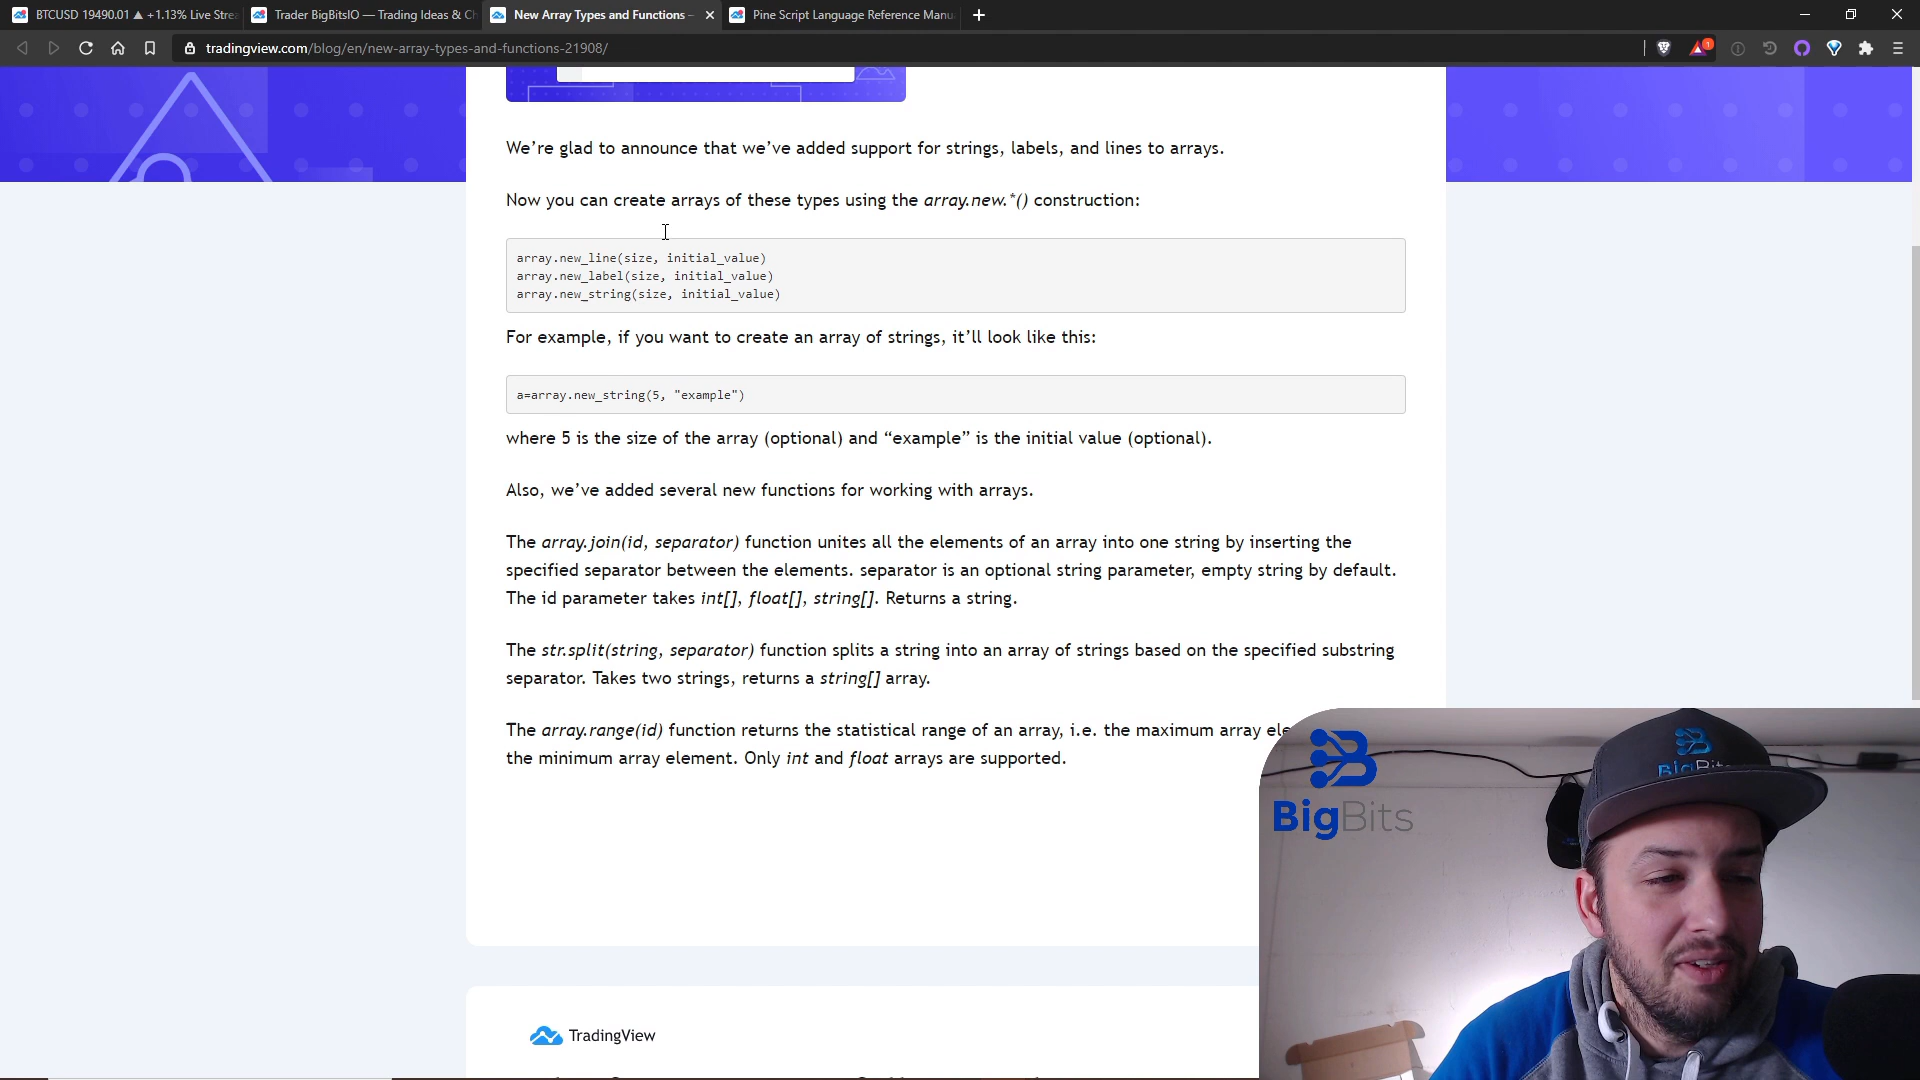 BTCUSD 19490.01 ▲ +1.13% Live Strea
Trader BigBitsIO — Trading Ideas & Ch
New Array Types and Functions –
Pine Script Language Reference Manu
tradingview.com/blog/en/new-array-types-and-functions-21908/
1
We're glad to announce that we've added support for strings, labels, and lines to arrays.
Now you can create arrays of these types using the array.new.*() construction:
array.new_line(size, initial_value)
array.new_label(size, initial_value)
array.new_string(size, initial_value)
For example, if you want to create an array of strings, it'll look like this:
a=array.new_string(5, "example")
where 5 is the size of the array (optional) and “example” is the initial value (optional).
Also, we've added several new functions for working with arrays.
The array.join(id, separator) function unites all the elements of an array into one string by inserting the
specified separator between the elements. separator is an optional string parameter, empty string by default.
The id parameter takes int[], float[], string[]. Returns a string.
The str.split(string, separator) function splits a string into an array of strings based on the specified substring
separator. Takes two strings, returns a string[] array.
The array.range(id) function returns the statistical range of an array, i.e. the maximum array ele
the minimum array element. Only int and float arrays are supported.
BigBits
BigBits
TradingView